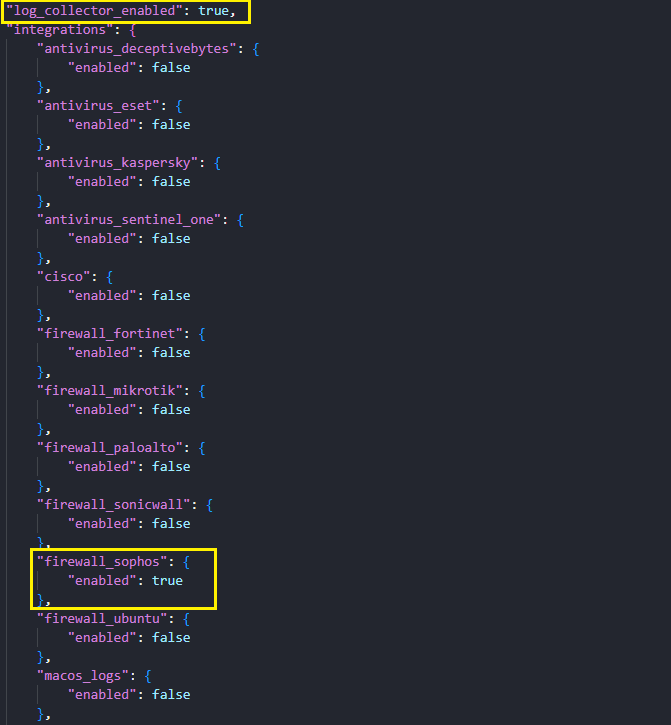 "log_collector_enabled": true,
"integrations": {
"antivirus_deceptivebytes": {
"enabled": false
},
"antivirus_eset": {
"enabled": false
},
"antivirus_kaspersky": {
"enabled": false
},
"antivirus_sentinel_one": {
"enabled": false
},
"cisco": {
"enabled": false
},
"firewall_fortinet": {
"enabled": false
},
"firewall_mikrotik": {
"enabled": false
},
"firewall_paloalto": {
"enabled": false
},
"firewall_sonicwall": {
"enabled": false
},
"firewall_sophos": {
"enabled": true
},
"firewall_ubuntu": {
"enabled": false
},
"macos_logs": {
"enabled": false
},